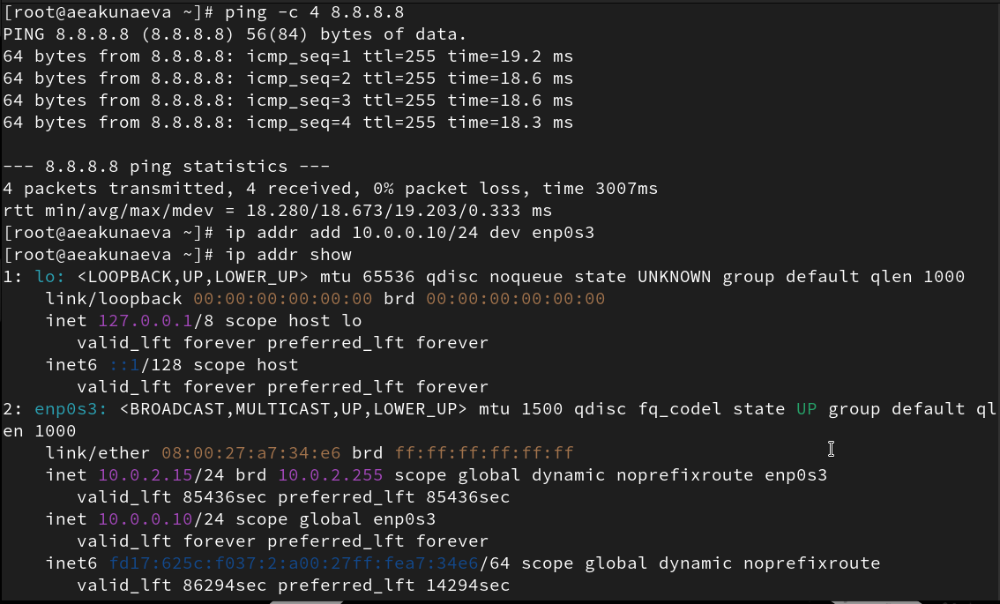 [root@aeakunaeva ~]# ping -c 4 8.8.8.8
PING 8.8.8.8 (8.8.8.8) 56(84) bytes of data.
64 bytes from 8.8.8.8: icmp_seq=1 ttl=255 time=19.2 ms
64 bytes from 8.8.8.8: icmp_seq=2 ttl=255 time=18.6 ms
64 bytes from 8.8.8.8: icmp_seq=3 ttl=255 time=18.6 ms
64 bytes from 8.8.8.8: icmp_seq=4 ttl=255 time=18.3 ms

--- 8.8.8.8 ping statistics ---
4 packets transmitted, 4 received, 0% packet loss, time 3007ms
rtt min/avg/max/mdev = 18.280/18.673/19.203/0.333 ms
[root@aeakunaeva ~]# ip addr add 10.0.0.10/24 dev enp0s3
[root@aeakunaeva ~]# ip addr show
1: lo: <LOOPBACK,UP,LOWER_UP> mtu 65536 qdisc noqueue state UNKNOWN group default qlen 1000
    link/loopback 00:00:00:00:00:00 brd 00:00:00:00:00:00
    inet 127.0.0.1/8 scope host lo
       valid_lft forever preferred_lft forever
    inet6 ::1/128 scope host
       valid_lft forever preferred_lft forever
2: enp0s3: <BROADCAST,MULTICAST,UP,LOWER_UP> mtu 1500 qdisc fq_codel state UP group default ql
en 1000
    link/ether 08:00:27:a7:34:e6 brd ff:ff:ff:ff:ff:ff
    inet 10.0.2.15/24 brd 10.0.2.255 scope global dynamic noprefixroute enp0s3
       valid_lft 85436sec preferred_lft 85436sec
    inet 10.0.0.10/24 scope global enp0s3
       valid_lft forever preferred_lft forever
    inet6 fd17:625c:f037:2:a00:27ff:fea7:34e6/64 scope global dynamic noprefixroute
       valid_lft 86294sec preferred_lft 14294sec